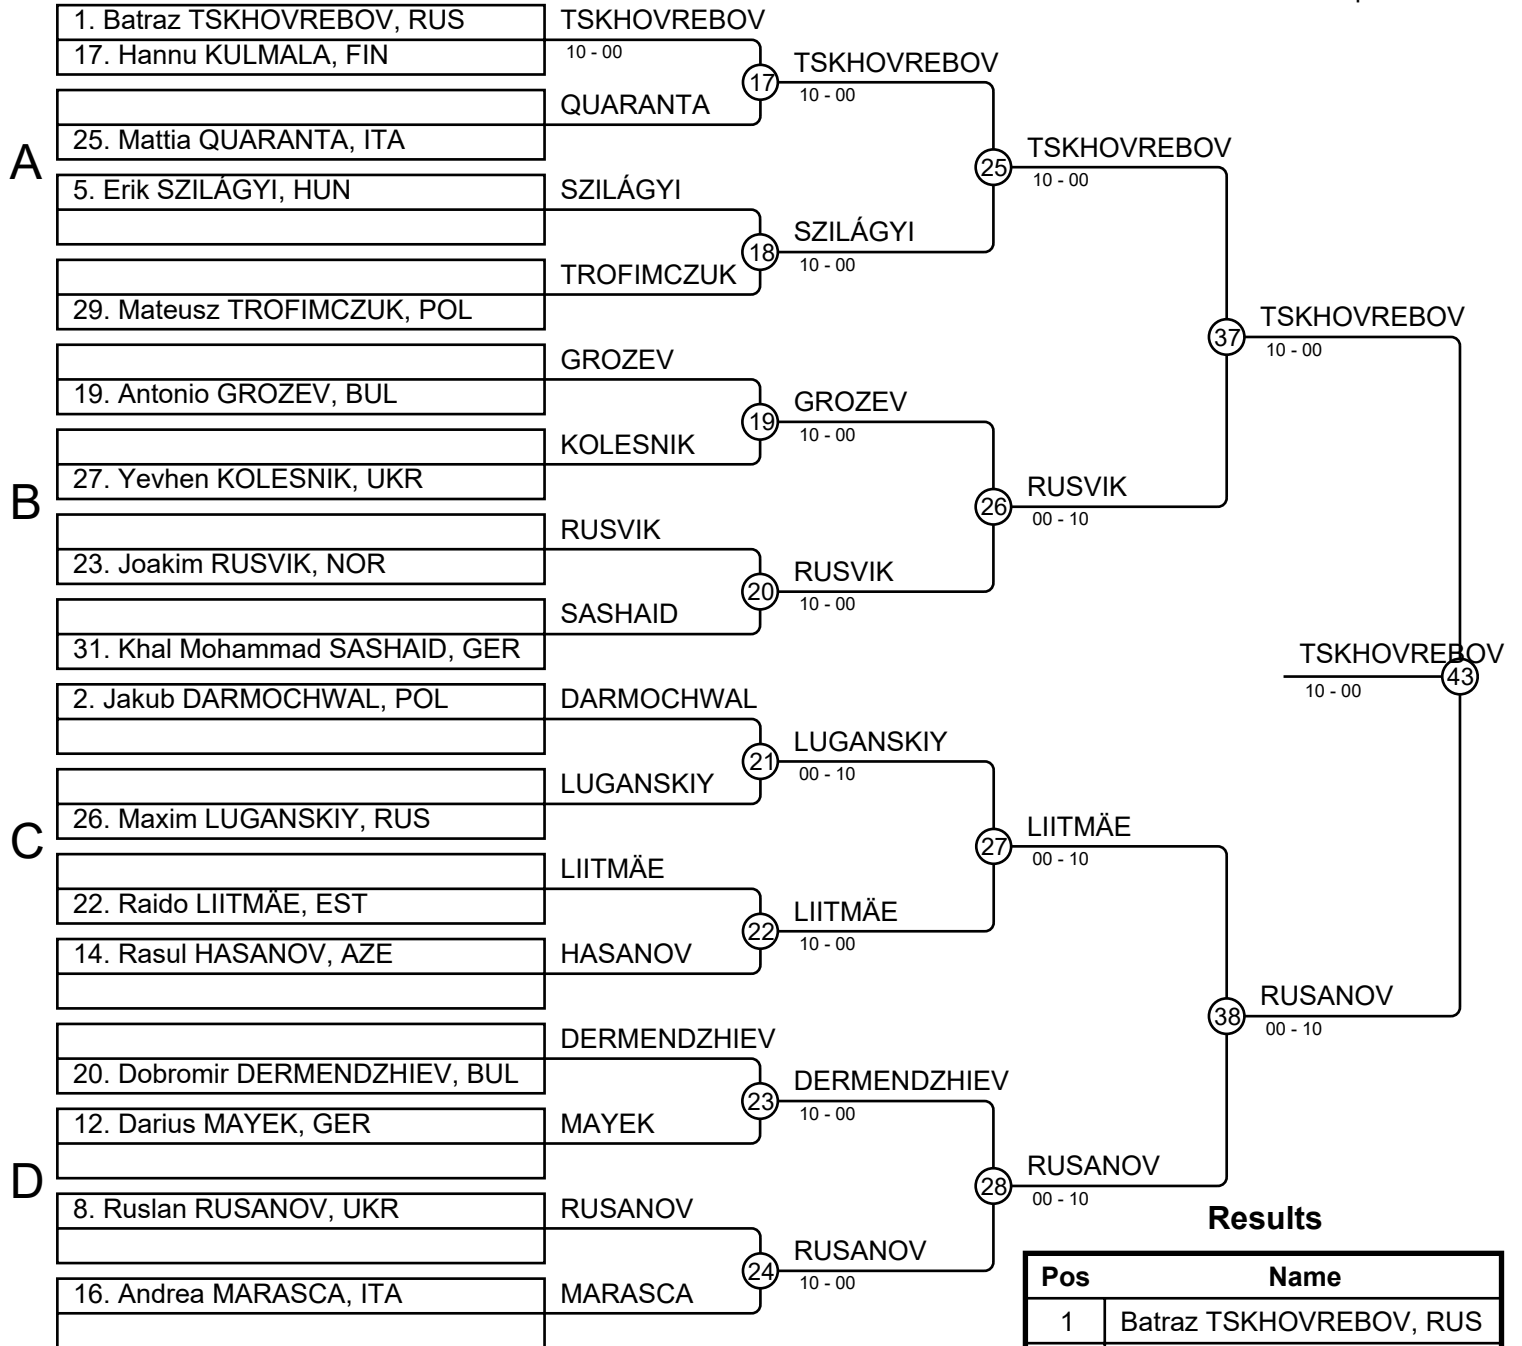 1. Batraz TSKHOVREBOV, RUS
17. Hannu KULMALA, FIN
25. Mattia QUARANTA, ITA
A
5. Erik SZILÁGYI, HUN
29. Mateusz TROFIMCZUK, POL
19. Antonio GROZEV, BUL
27. Yevhen KOLESNIK, UKR
B
23. Joakim RUSVIK, NOR
31. Khal Mohammad SASHAID, GER
2. Jakub DARMOCHWAL, POL
26. Maxim LUGANSKIY, RUS
C
22. Raido LIITMÄE, EST
14. Rasul HASANOV, AZE
20. Dobromir DERMENDZHIEV, BUL
12. Darius MAYEK, GER
D
8. Ruslan RUSANOV, UKR
16. Andrea MARASCA, ITA
TSKHOVREBOV
10 - 00
QUARANTA
SZILÁGYI
TROFIMCZUK
GROZEV
KOLESNIK
RUSVIK
SASHAID
DARMOCHWAL
LUGANSKIY
LIITMÄE
HASANOV
DERMENDZHIEV
MAYEK
RUSANOV
MARASCA
17
TSKHOVREBOV
10 - 00
18
SZILÁGYI
10 - 00
19
GROZEV
10 - 00
20
RUSVIK
10 - 00
21
LUGANSKIY
00 - 10
22
LIITMÄE
10 - 00
23
DERMENDZHIEV
10 - 00
24
RUSANOV
10 - 00
25
TSKHOVREBOV
10 - 00
26
RUSVIK
00 - 10
27
LIITMÄE
00 - 10
28
RUSANOV
00 - 10
37
TSKHOVREBOV
10 - 00
38
RUSANOV
00 - 10
TSKHOVREBOV
43
10 - 00
Results
Pos Name
1 Batraz TSKHOVREBOV, RUS